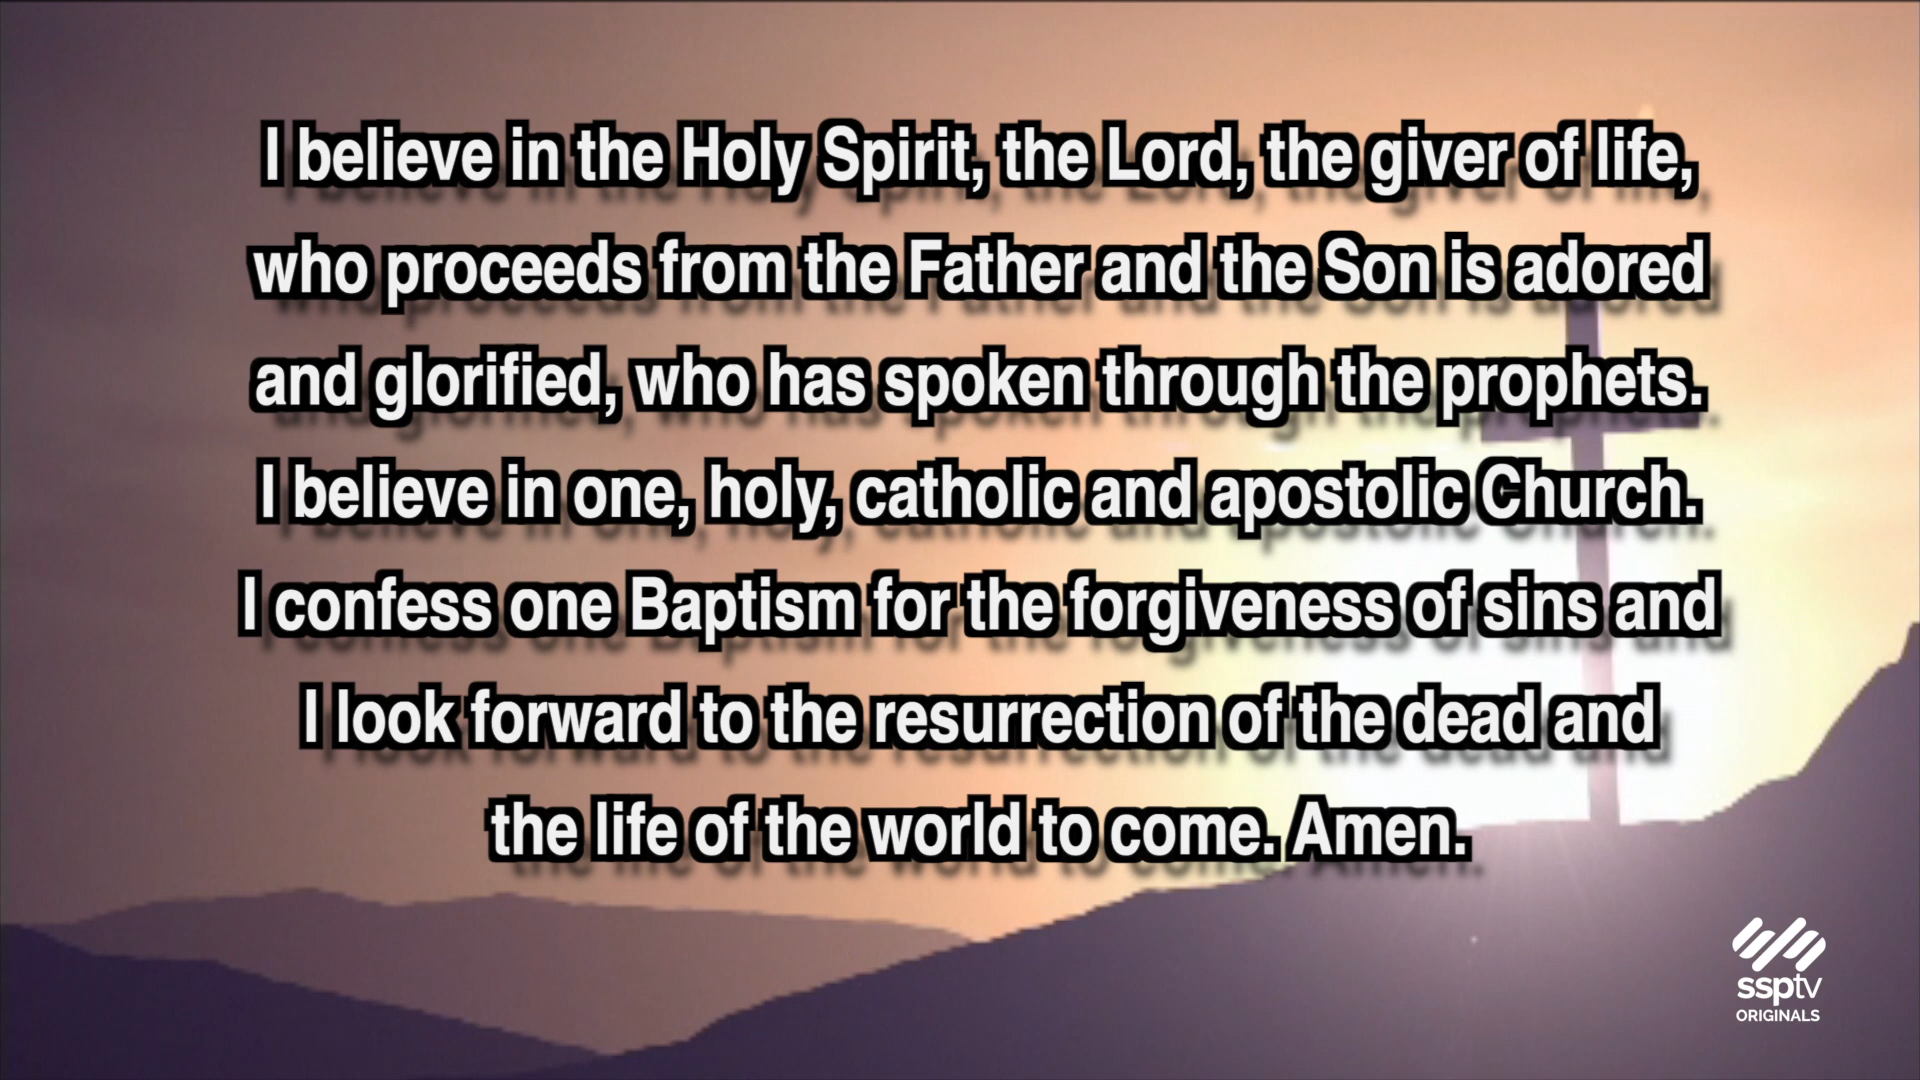 I believe in the Holy Spirit, the Lord, the giver of life,
who proceeds from the Father and the Son is adored
and glorified, who has spoken through the prophets.
I believe in one, holy, catholic and apostolic Church.
I confess one Baptism for the forgiveness of sins and
I look forward to the resurrection of the dead and
the life of the world to come. Amen.
ssptv
ORIGINALS